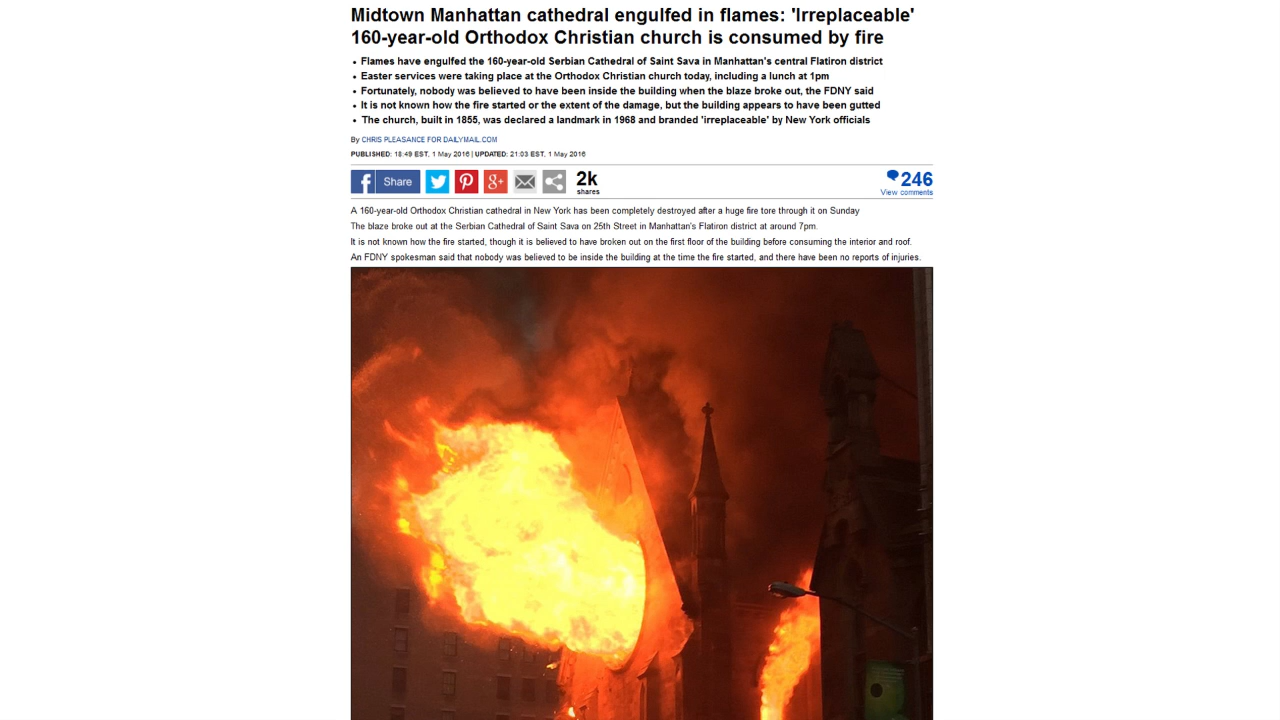 Midtown Manhattan cathedral engulfed in flames: 'Irreplaceable'
160-year-old Orthodox Christian church is consumed by fire
• Flames have engulfed the 160-year-old Serbian Cathedral of Saint Sava in Manhattan's central Flatiron district
• Easter services were taking place at the Orthodox Christian church today, including a lunch at 1pm
• Fortunately, nobody was believed to have been inside the building when the blaze broke out, the FDNY said
• It is not known how the fire started or the extent of the damage, but the building appears to have been gutted
• The church, built in 1855, was declared a landmark in 1968 and branded 'irreplaceable' by New York officials
By CHRIS PLEASANCE FOR DAILYMAIL.COM
PUBLISHED: 18:49 EST, 1 May 2016 | UPDATED: 21:03 EST, 1 May 2016
f Share g+ 2k 246
shares View comments
A 160-year-old Orthodox Christian cathedral in New York has been completely destroyed after a huge fire tore through it on Sunday
The blaze broke out at the Serbian Cathedral of Saint Sava on 25th Street in Manhattan's Flatiron district at around 7pm.
It is not known how the fire started, though it is believed to have broken out on the first floor of the building before consuming the interior and roof.
An FDNY spokesman said that nobody was believed to be inside the building at the time the fire started, and there have been no reports of injuries.